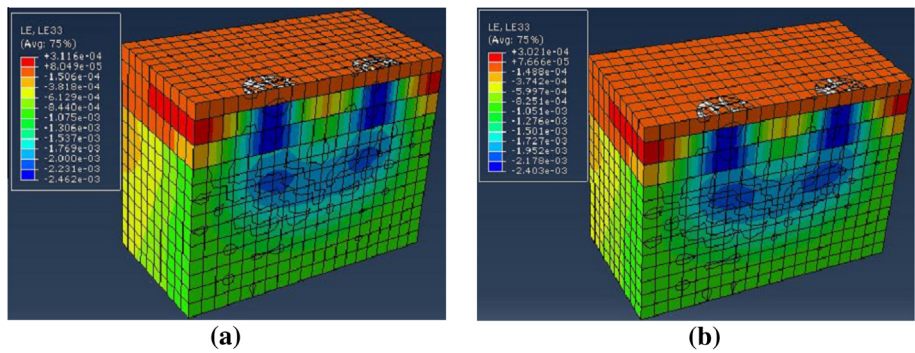 LE, LE33
(Avg: 75%)
+3.116e-04
+8.049e-05
-1.506e-04
-3.818e-04
-6.129e-04
-8.440e-04
-1.075e-03
-1.306e-03
-1.537e-03
-1.769e-03
-2.000e-03
-2.231e-03
-2.462e-03
(a)
LE, LE33
(Avg: 75%)
+3.021e-04
+7.666e-05
-1.488e-04
-3.742e-04
-5.997e-04
-8.251e-04
-1.051e-03
-1.276e-03
-1.501e-03
-1.727e-03
-1.952e-03
-2.178e-03
-2.403e-03
(b)